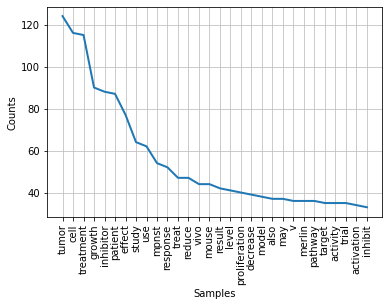 120
100
80
60
40
Counts
tumor
cell
treatment
growth
inhibitor
patient
effect
study
use
mpnst
response
treat
reduce
vivo
mouse
result
level
proliferation
decrease
model
also
may
v
merlin
pathway
target
activity
trial
activation
inhibit
Samples